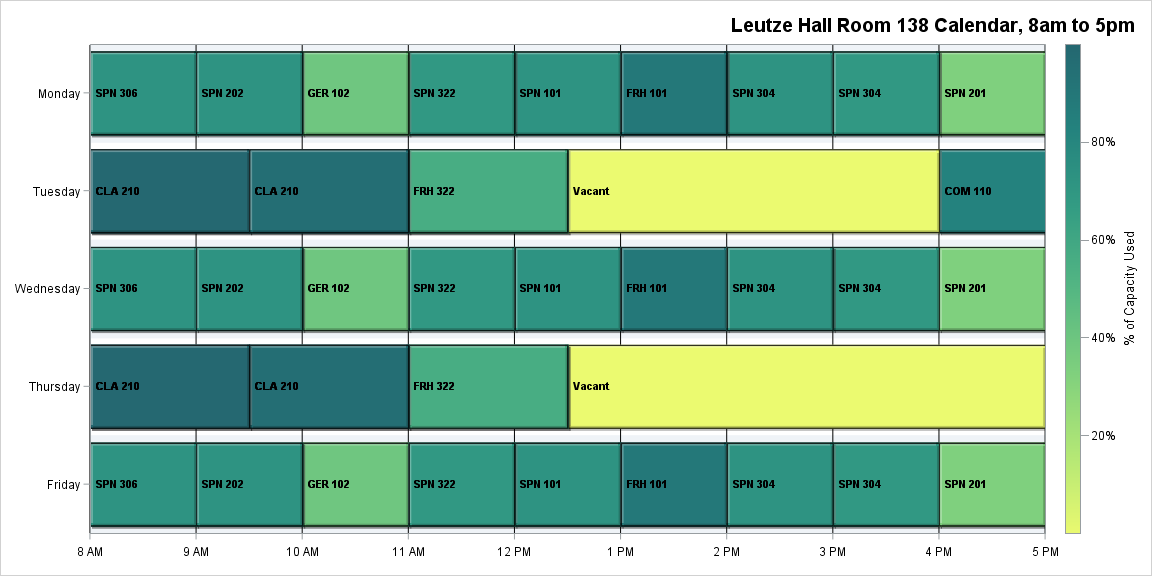 Leutze Hall Room 138 Calendar, 8am to 5pm
Monday
SPN 306
SPN 202
GER 102
SPN 322
SPN 101
FRH 101
SPN 304
SPN 304
SPN 201
Tuesday
CLA 210
CLA 210
FRH 322
Vacant
COM 110
Wednesday
SPN 306
SPN 202
GER 102
SPN 322
SPN 101
FRH 101
SPN 304
SPN 304
SPN 201
Thursday
CLA 210
CLA 210
FRH 322
Vacant
Friday
SPN 306
SPN 202
GER 102
SPN 322
SPN 101
FRH 101
SPN 304
SPN 304
SPN 201
8 AM
9 AM
10 AM
11 AM
12 PM
1 PM
2 PM
3 PM
4 PM
5 PM
80%
60%
40%
20%
% of Capacity Used